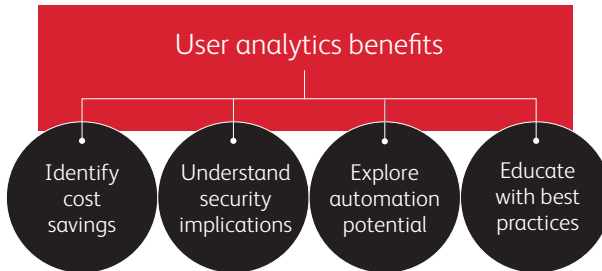 User analytics benefits
Identify
cost
savings
Understand
security
implications
Explore
automation
potential
Educate
with best
practices